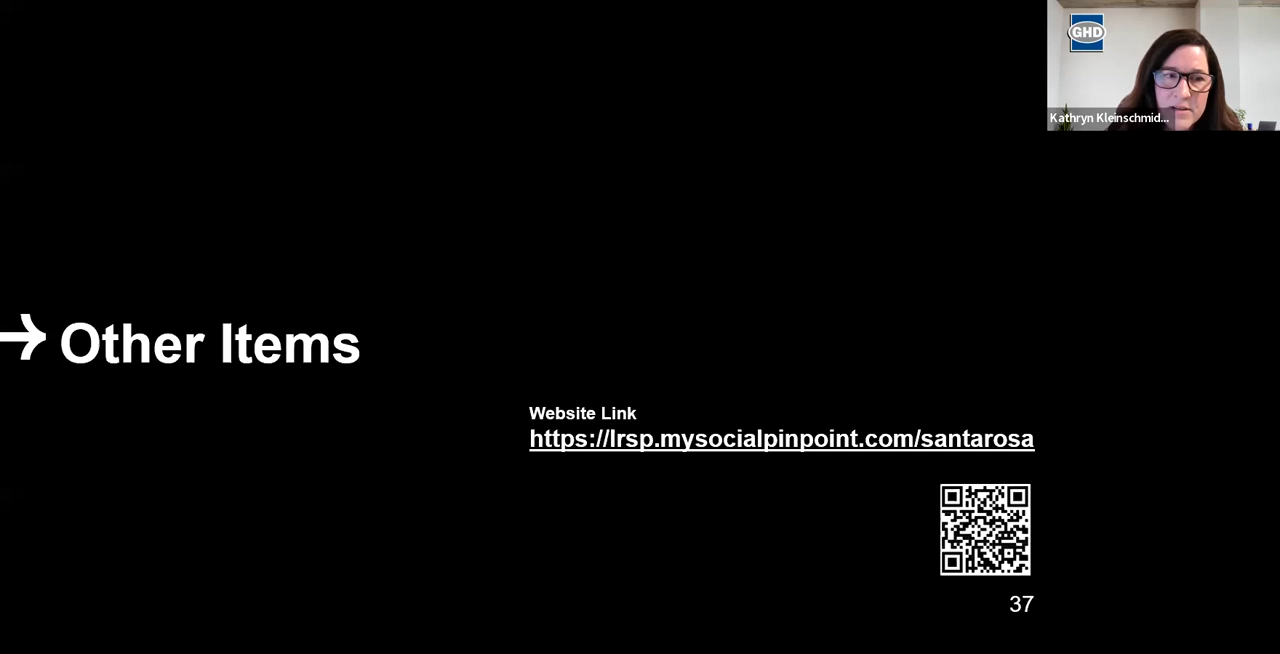 GHD
Kathryn Kleinschmid...
Other Items
Website Link
https://lrsp.mysocialpinpoint.com/santarosa
37